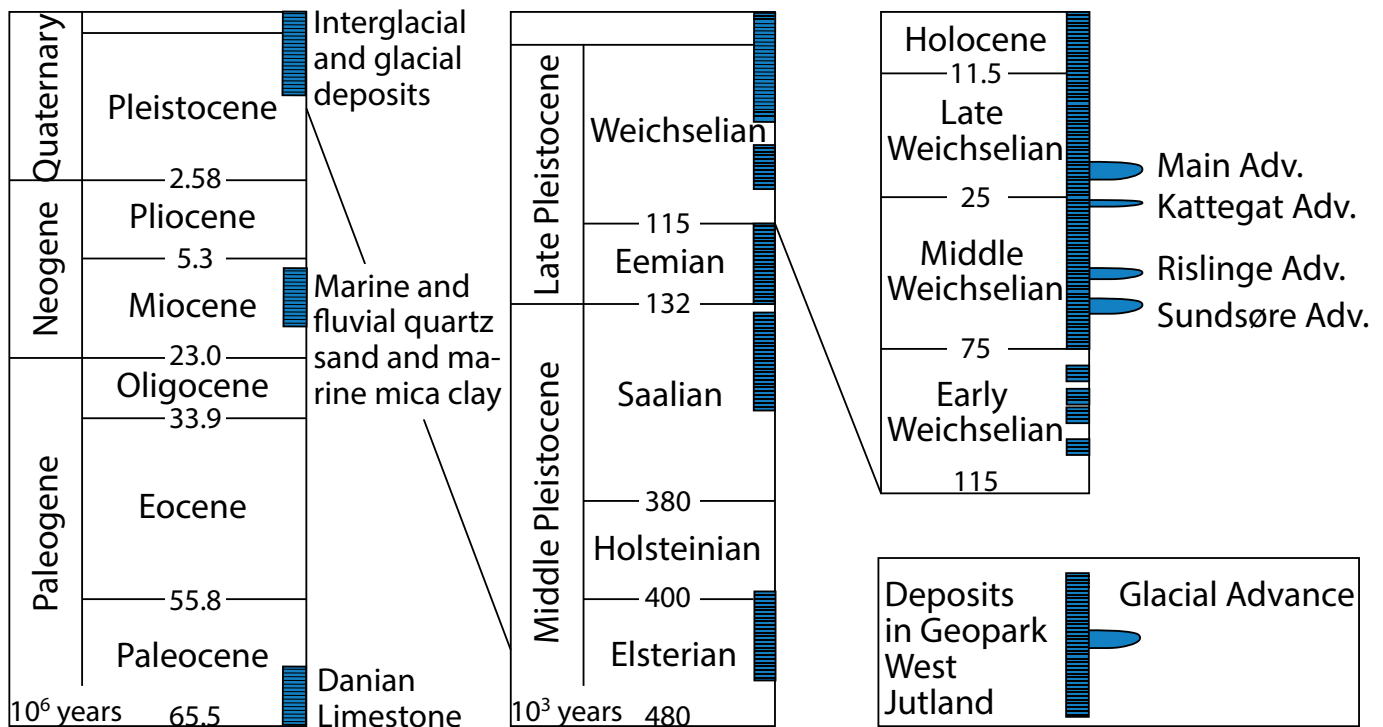 Quaternary
Pleistocene
2.58
Neogene
Pliocene
5.3
Miocene
23.0
Paleogene
Oligocene
33.9
Eocene
55.8
Paleocene
10⁶ years
65.5
Interglacial
and glacial
deposits
Marine and
fluvial quartz
sand and ma-
rine mica clay
Danian
Limestone
Late Pleistocene
Weichselian
115
Eemian
132
Middle Pleistocene
Saalian
380
Holsteinian
400
Elsterian
10³ years
480
Holocene
11.5
Late
Weichselian
25
Middle
Weichselian
75
Early
Weichselian
115
Main Adv.
Kattegat Adv.
Rislinge Adv.
Sundsøre Adv.
Deposits
in Geopark
West
Jutland
Glacial Advance